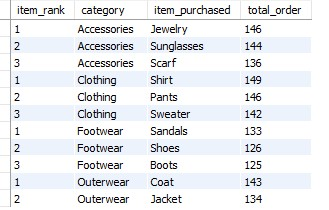 item_rank category item_purchased total_order
1 Accessories Jewelry 146
2 Accessories Sunglasses 144
3 Accessories Scarf 136
1 Clothing Shirt 149
2 Clothing Pants 146
3 Clothing Sweater 142
1 Footwear Sandals 133
2 Footwear Shoes 126
3 Footwear Boots 125
1 Outerwear Coat 143
2 Outerwear Jacket 134